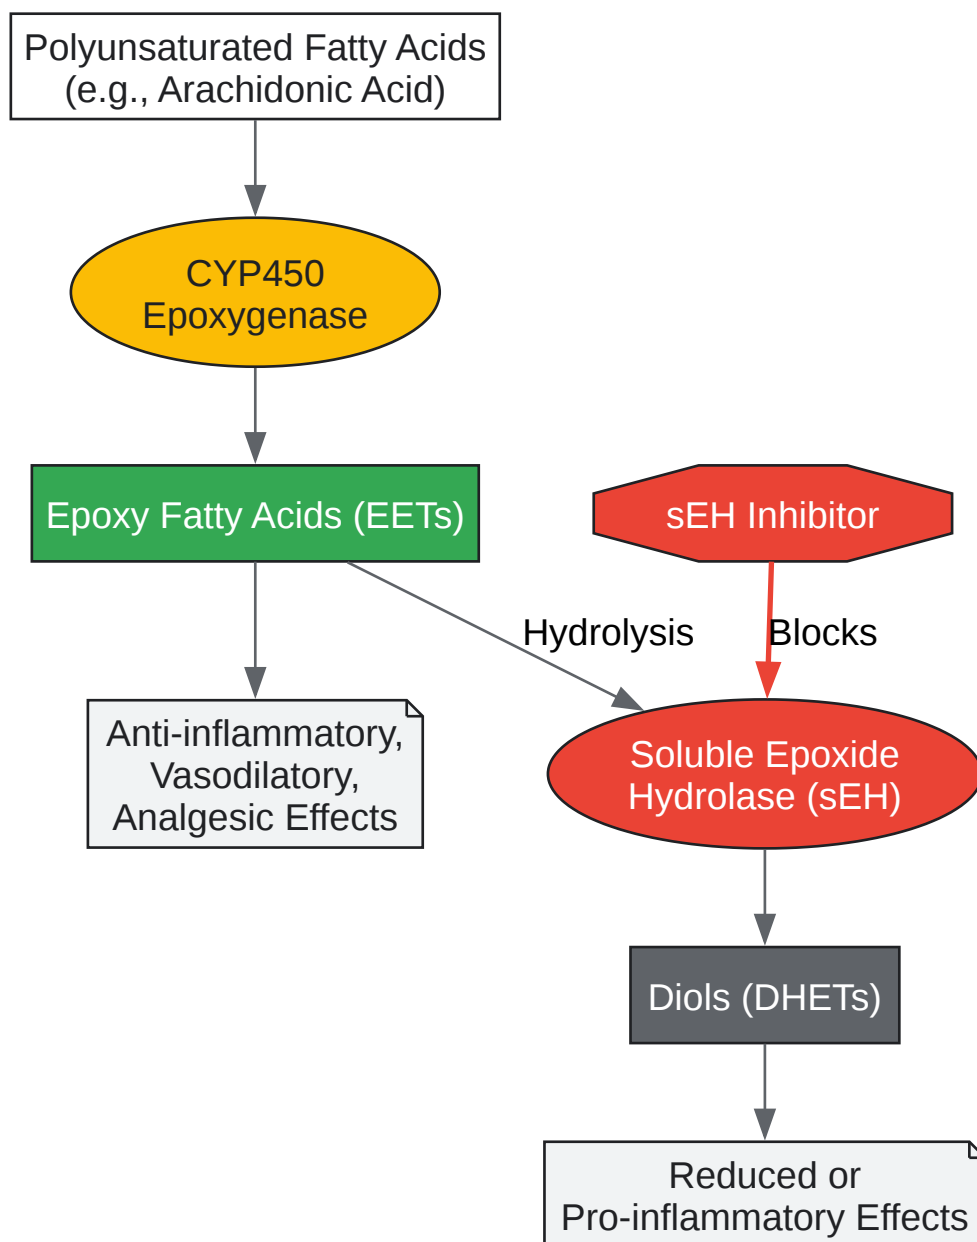 Polyunsaturated Fatty Acids
(e.g., Arachidonic Acid)
CYP450
Epoxygenase
Epoxy Fatty Acids (EETs)
sEH Inhibitor
Hydrolysis
Blocks
Anti-inflammatory,
Vasodilatory,
Analgesic Effects
Soluble Epoxide
Hydrolase (sEH)
Diols (DHETs)
Reduced or
Pro-inflammatory Effects